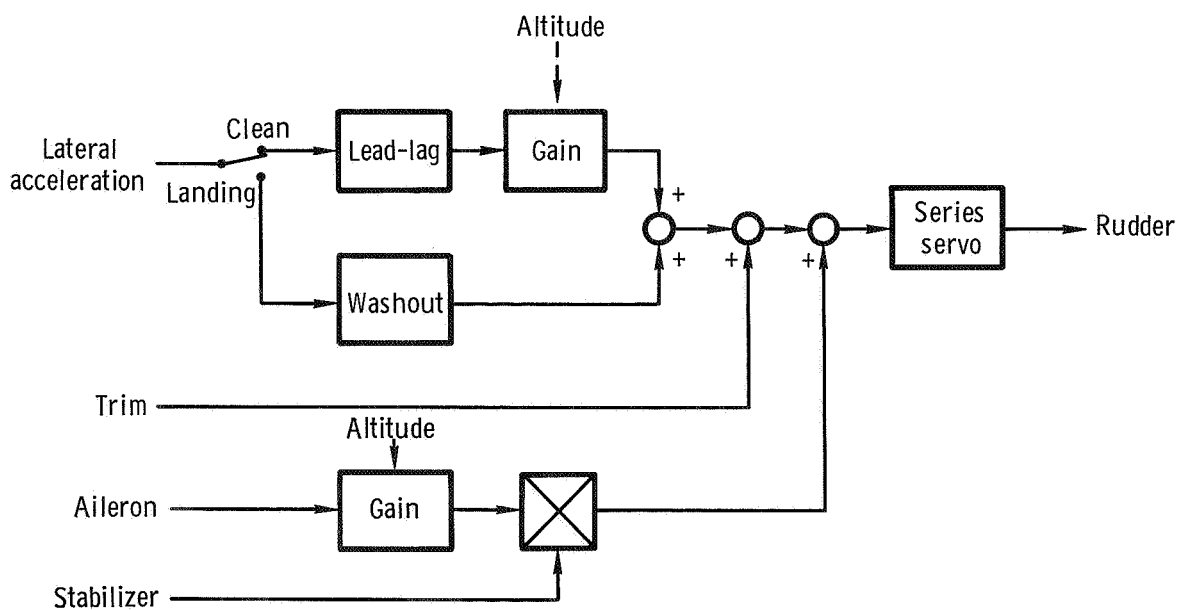 Altitude
Clean
Lateral
acceleration
Landing
Lead-lag
Gain
+
Series
servo
Rudder
+
+
+
Washout
Trim
Altitude
Aileron
Gain
Stabilizer